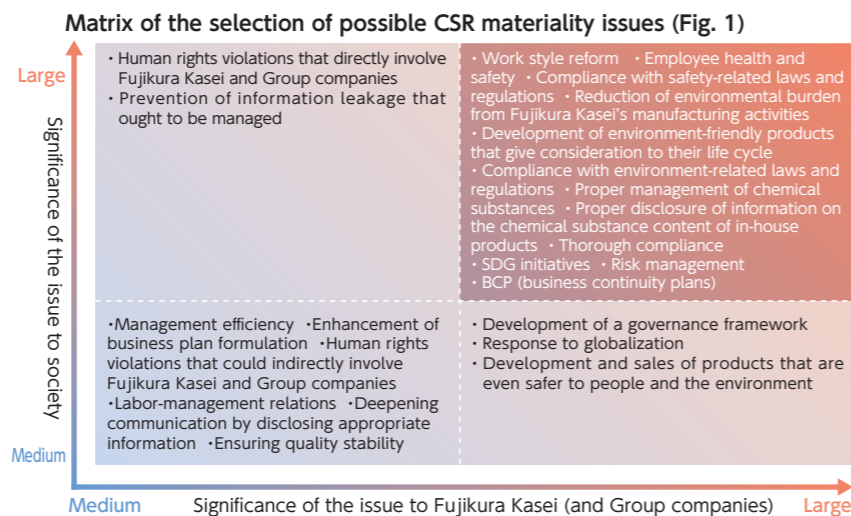 Matrix of the selection of possible CSR materiality issues (Fig. 1)
Large
Significance of the issue to society
Medium
・Human rights violations that directly involve
Fujikura Kasei and Group companies
・Prevention of information leakage that
ought to be managed
・Work style reform ・Employee health and
safety ・Compliance with safety-related laws and
regulations ・Reduction of environmental burden
from Fujikura Kasei's manufacturing activities
・Development of environment-friendly products
that give consideration to their life cycle
・Compliance with environment-related laws and
regulations ・Proper management of chemical
substances ・Proper disclosure of information on
the chemical substance content of in-house
products ・Thorough compliance
・SDG initiatives ・Risk management
・BCP (business continuity plans)
・Management efficiency ・Enhancement of
business plan formulation ・Human rights
violations that could indirectly involve
Fujikura Kasei and Group companies
・Labor-management relations ・Deepening
communication by disclosing appropriate
information ・Ensuring quality stability
・Development of a governance framework
・Response to globalization
・Development and sales of products that are
even safer to people and the environment
Medium
Significance of the issue to Fujikura Kasei (and Group companies)
Large